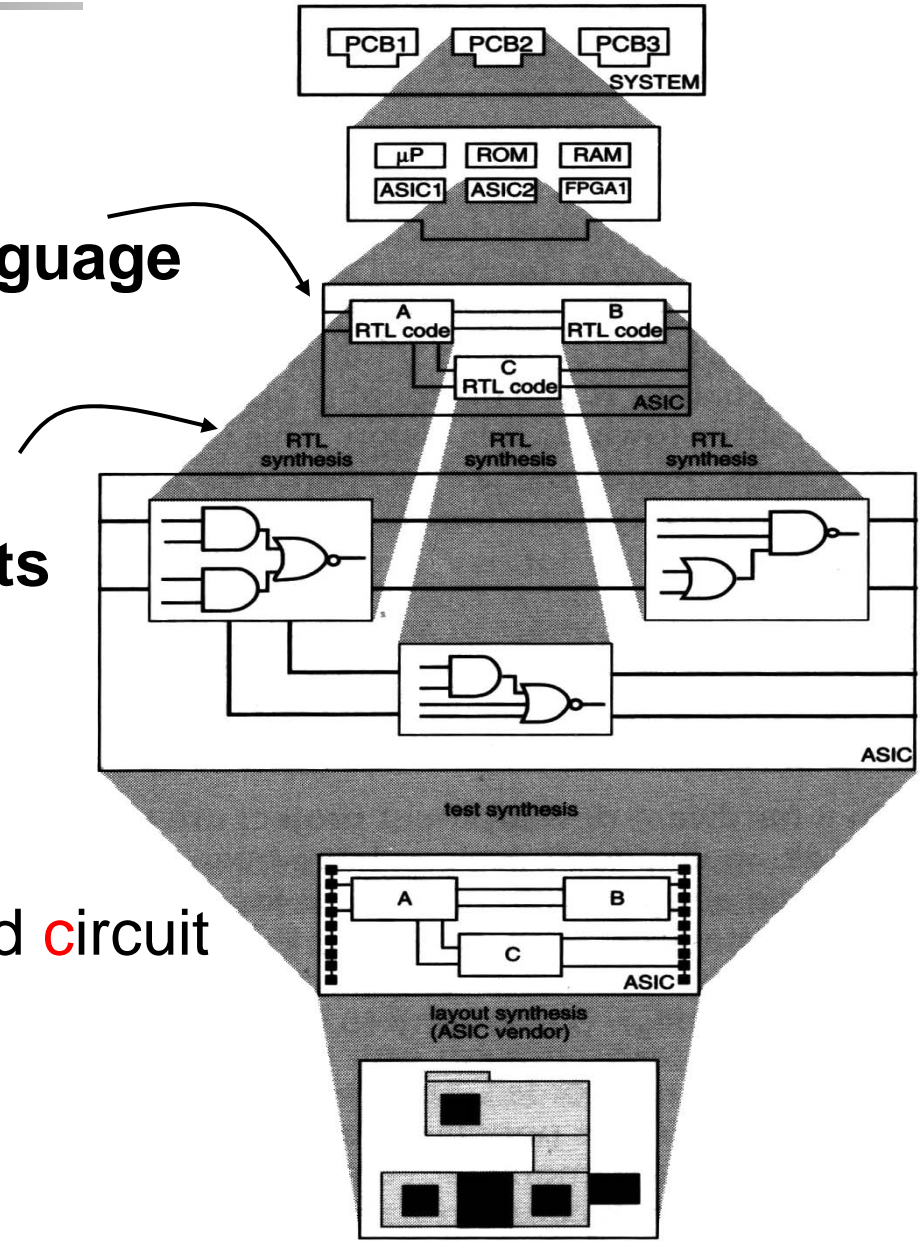 PCB1 PCB2 PCB3
SYSTEM
µP ROM RAM
ASIC1 ASIC2 FPGA1
guage
A
RTL code
B
RTL code
C
RTL code
ASIC
RTL
synthesis
RTL
synthesis
RTL
synthesis
ts
ASIC
test synthesis
A
B
C
ASIC
d circuit
layout synthesis
(ASIC vendor)